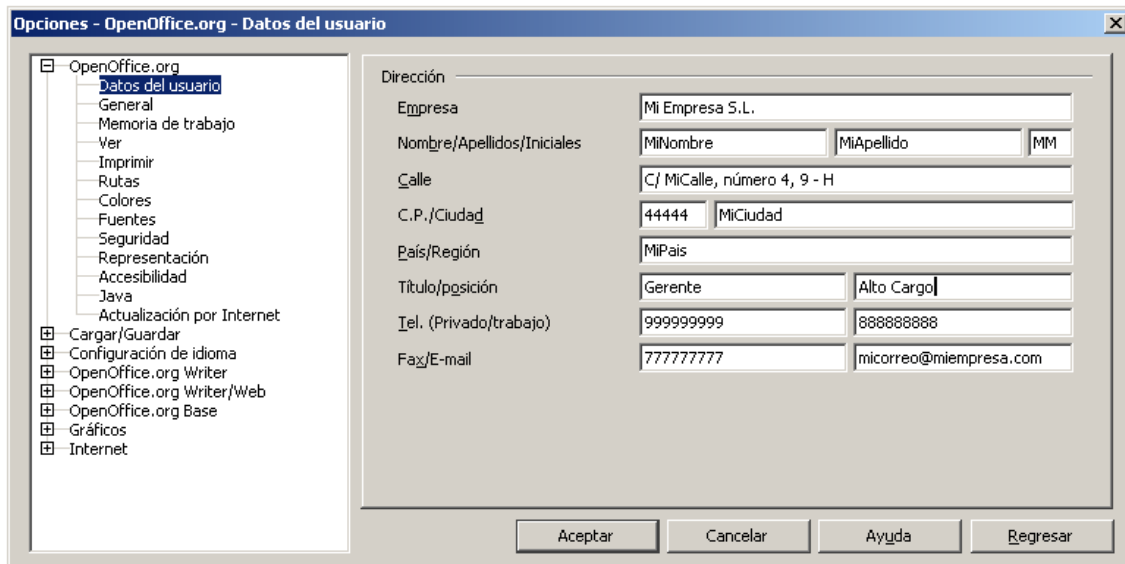 Opciones - OpenOffice.org - Datos del usuario
OpenOffice.org
Datos del usuario
General
Memoria de trabajo
Ver
Imprimir
Rutas
Colores
Fuentes
Seguridad
Representación
Accesibilidad
Java
Actualización por Internet
Cargar/Guardar
Configuración de idioma
OpenOffice.org Writer
OpenOffice.org Writer/Web
OpenOffice.org Base
Gráficos
Internet
Dirección
Empresa Mi Empresa S.L.
Nombre/Apellidos/Iniciales MiNombre MiApellido MM
Calle C/ MiCalle, número 4, 9 - H
C.P./Ciudad 44444 MiCiudad
País/Región MiPais
Título/posición Gerente Alto Cargo
Tel. (Privado/trabajo) 999999999 888888888
Fax/E-mail 777777777 micorreo@miempresa.com
Aceptar Cancelar Ayuda Regresar